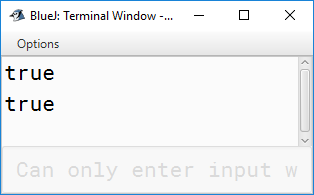 BlueJ: Terminal Window -...
Options
true
true
Can only enter input w